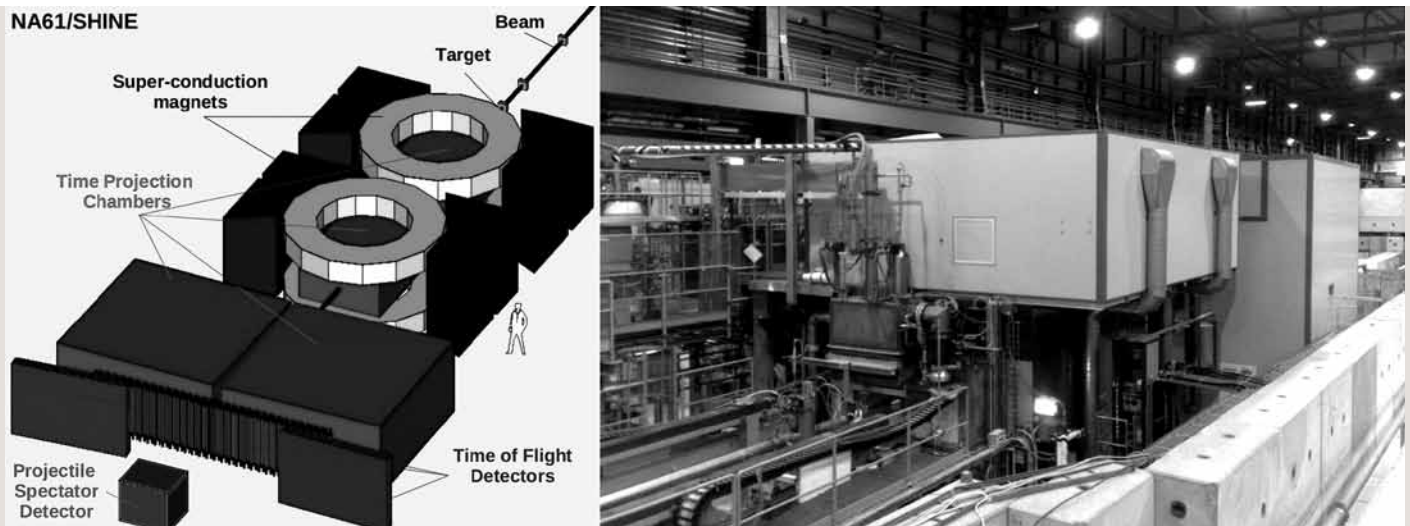 NA61/SHINE
Beam
Target
Super-conduction
magnets
Time Projection
Chambers
Time of Flight
Detectors
Projectile
Spectator
Detector